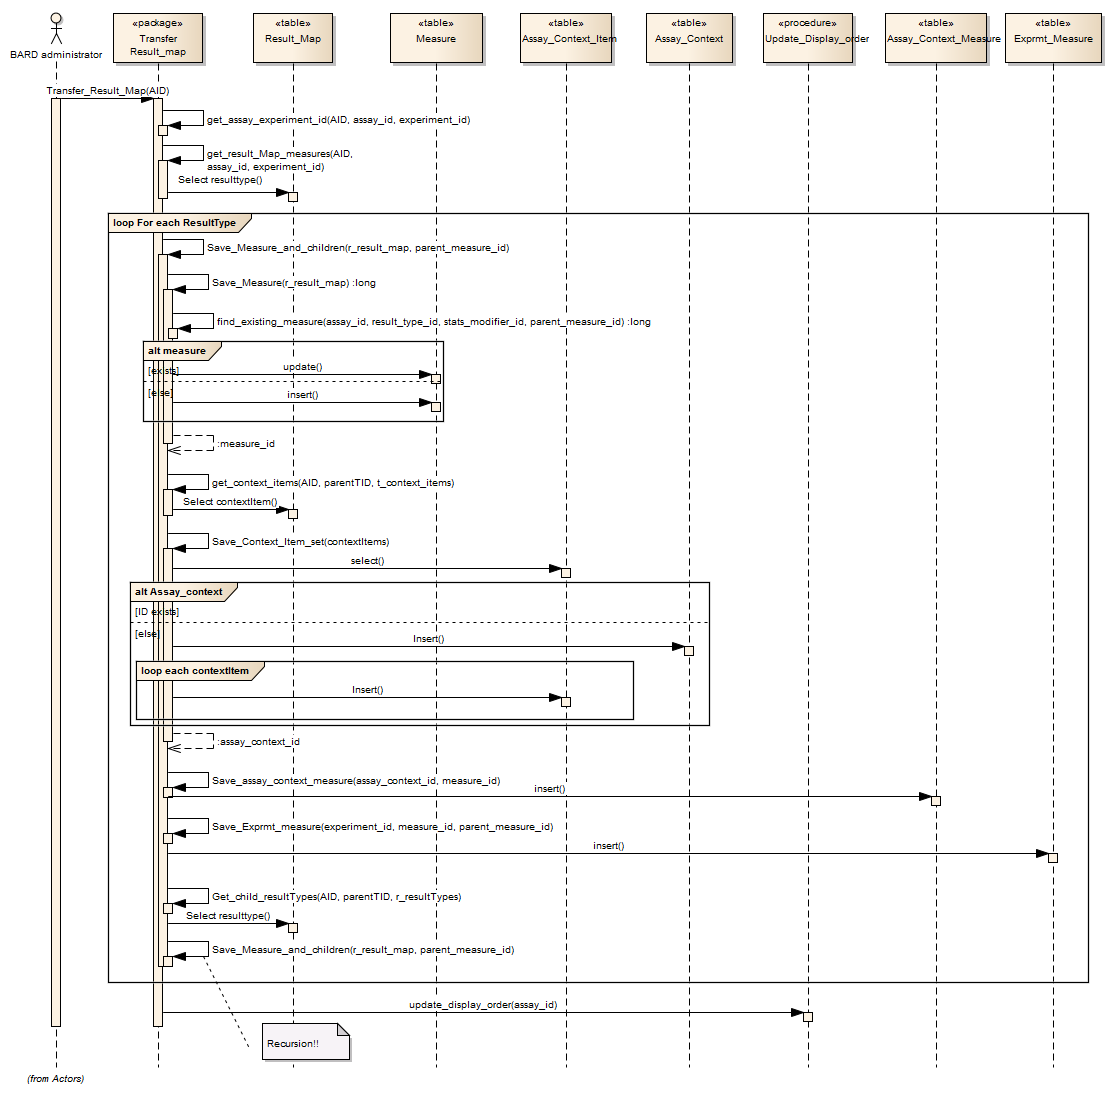 BARD administrator
«package»
Transfer
Result_map
«table»
Result_Map
«table»
Measure
«table»
Assay_Context_Item
«table»
Assay_Context
«procedure»
Update_Display_order
«table»
Assay_Context_Measure
«table»
Exprmt_Measure
Transfer_Result_Map(AID)
get_assay_experiment_id(AID, assay_id, experiment_id)
get_result_Map_measures(AID,
assay_id, experiment_id)
Select resulttype()
loop For each ResultType
Save_Measure_and_children(r_result_map, parent_measure_id)
Save_Measure(r_result_map) :long
find_existing_measure(assay_id, result_type_id, stats_modifier_id, parent_measure_id) :long
alt measure
[exists]
update()
[else]
insert()
:measure_id
get_context_items(AID, parentTID, t_context_items)
Select contextItem()
Save_Context_Item_set(contextItems)
select()
alt Assay_context
[ID exists]
[else]
Insert()
loop each contextItem
Insert()
:assay_context_id
Save_assay_context_measure(assay_context_id, measure_id)
insert()
Save_Exprmt_measure(experiment_id, measure_id, parent_measure_id)
insert()
Get_child_resultTypes(AID, parentTID, r_resultTypes)
Select resulttype()
Save_Measure_and_children(r_result_map, parent_measure_id)
update_display_order(assay_id)
Recursion!!
(from Actors)